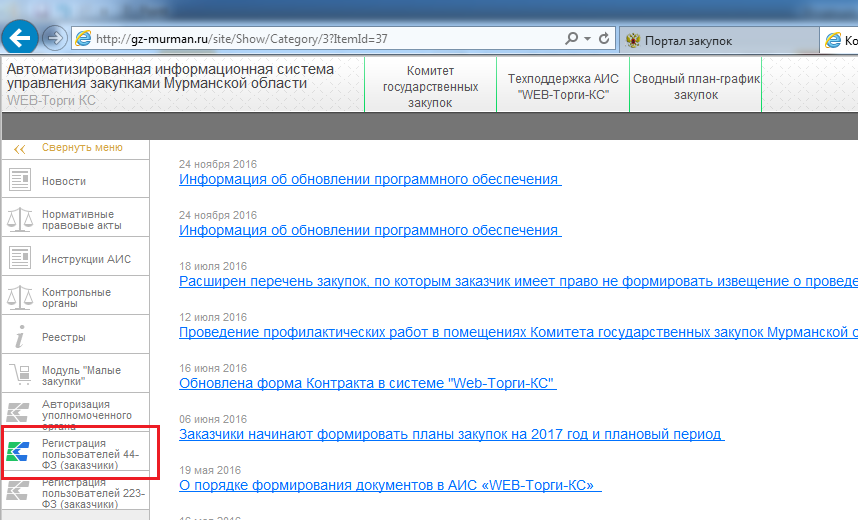 http://gz-murman.ru/site/Show/Category/3?ItemId=37
Портал закупок
Ко
Автоматизированная информационная система
управления закупками Мурманской области
WEB-Торги КС
Комитет
государственных
закупок
Техподдержка АИС
"WEB-Торги-КС"
Сводный план-график
закупок
Свернуть меню
Новости
Нормативные
правовые акты
Инструкции АИС
Контрольные
органы
Реестры
Модуль "Малые
закупки"
Авторизация
уполномоченного
органа
Регистрация
пользователей 44-
ФЗ (заказчики)
Регистрация
пользователей 223-
ФЗ (заказчики)
24 ноября 2016
Информация об обновлении программного обеспечения
24 ноября 2016
Информация об обновлении программного обеспечения
18 июля 2016
Расширен перечень закупок, по которым заказчик имеет право не формировать извещение о проведе
12 июля 2016
Проведение профилактических работ в помещениях Комитета государственных закупок Мурманской о
16 июня 2016
Обновлена форма Контракта в системе "Web-Торги-КС"
06 июня 2016
Заказчики начинают формировать планы закупок на 2017 год и плановый период
19 мая 2016
О порядке формирования документов в АИС «WEB-Торги-КС»
16 мая 2016